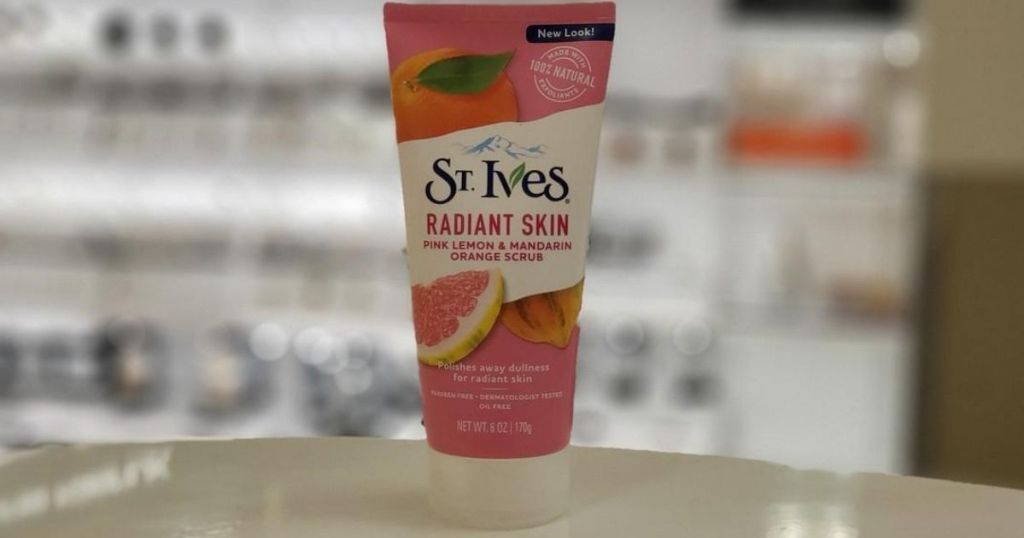 New Look!
MADE WITH
100% NATURAL
EXFOLIANTS
ST. IVES®
RADIANT SKIN
PINK LEMON & MANDARIN
ORANGE SCRUB
Polishes away dullness
for radiant skin
PARABEN FREE • DERMATOLOGIST TESTED
OIL FREE
NET WT. 6 OZ | 170g